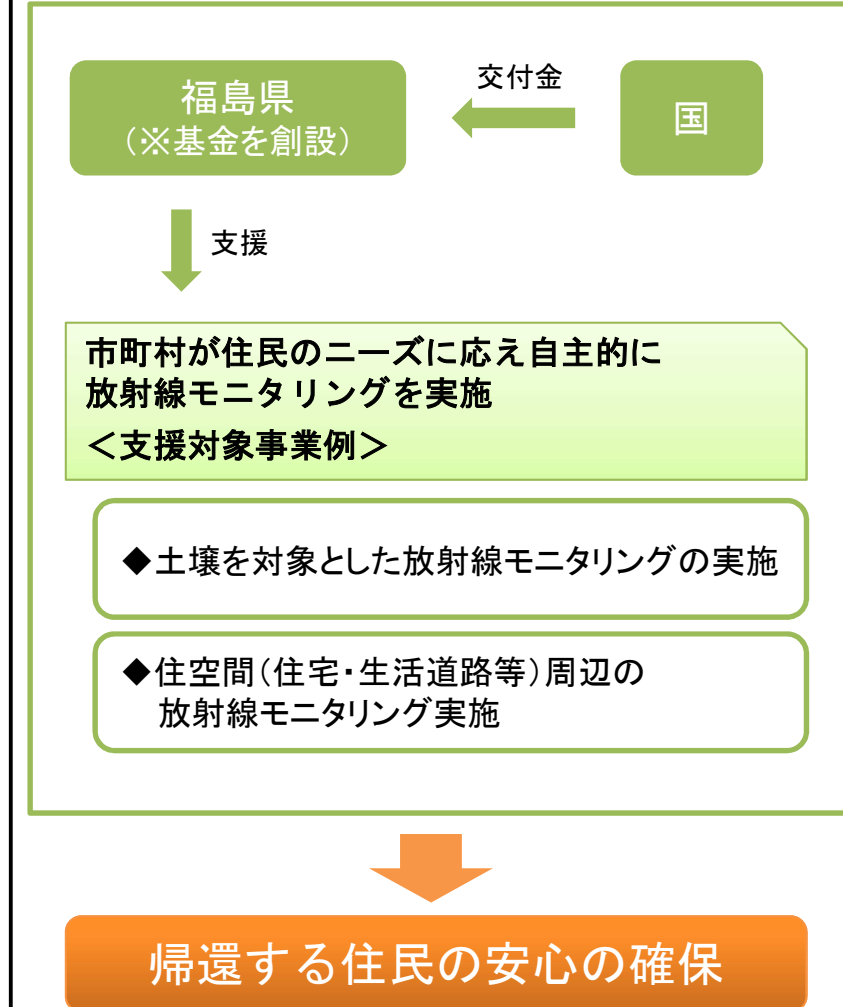 福島県
(※基金を創設)
交付金
国
支援
市町村が住民のニーズに応え自主的に
放射線モニタリングを実施
＜支援対象事業例＞
◆土壌を対象とした放射線モニタリングの実施
◆住空間(住宅・生活道路等)周辺の
放射線モニタリング実施
帰還する住民の安心の確保